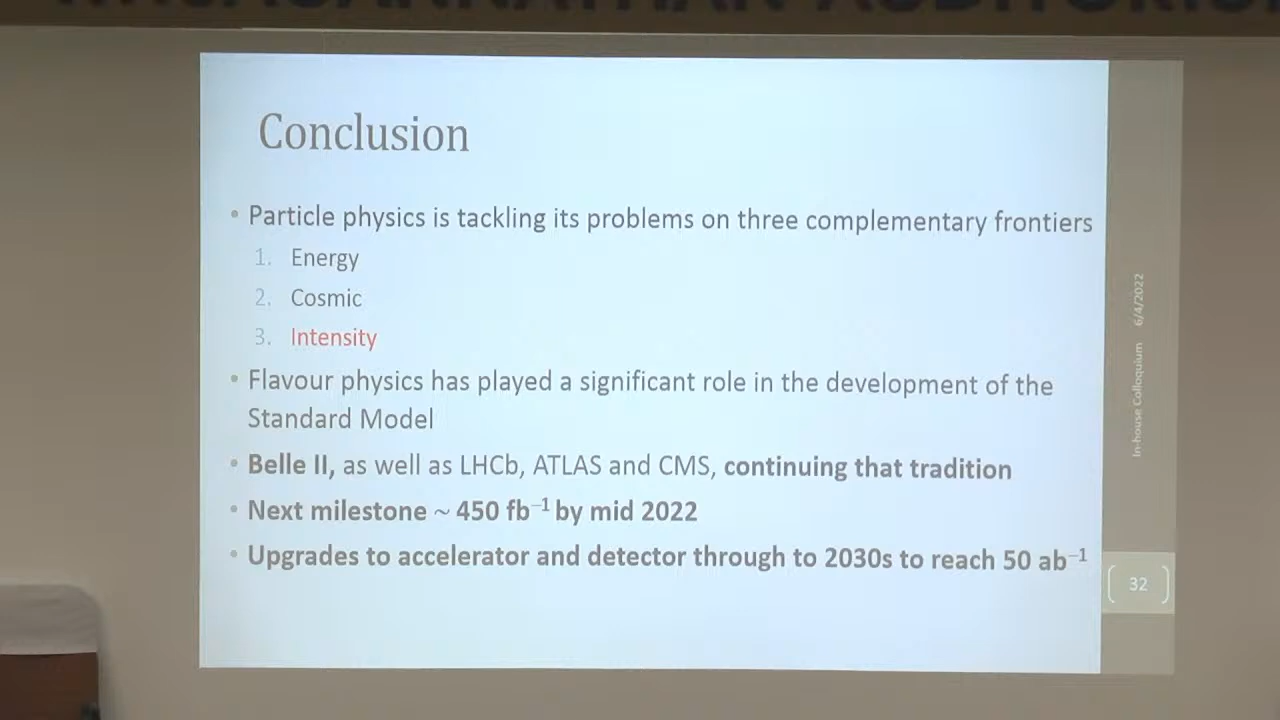 AUDITORIUM
Conclusion
• Particle physics is tackling its problems on three complementary frontiers
1. Energy
2. Cosmic
3. Intensity
• Flavour physics has played a significant role in the development of the
Standard Model
• Belle II, as well as LHCb, ATLAS and CMS, continuing that tradition
• Next milestone ~ 450 fb⁻¹ by mid 2022
• Upgrades to accelerator and detector through to 2030s to reach 50 ab⁻¹
In-house Colloquium 6/4/2022
32